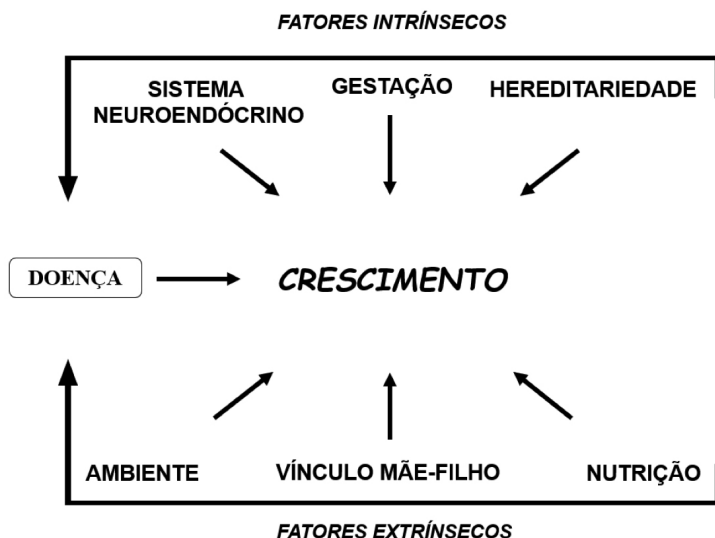 FATORES INTRÍNSECOS
SISTEMA
NEUROENDÓCRINO
GESTAÇÃO
HEREDITARIEDADE
DOENÇA
CRESCIMENTO
AMBIENTE
VÍNCULO MÃE-FILHO
NUTRIÇÃO
FATORES EXTRÍNSECOS